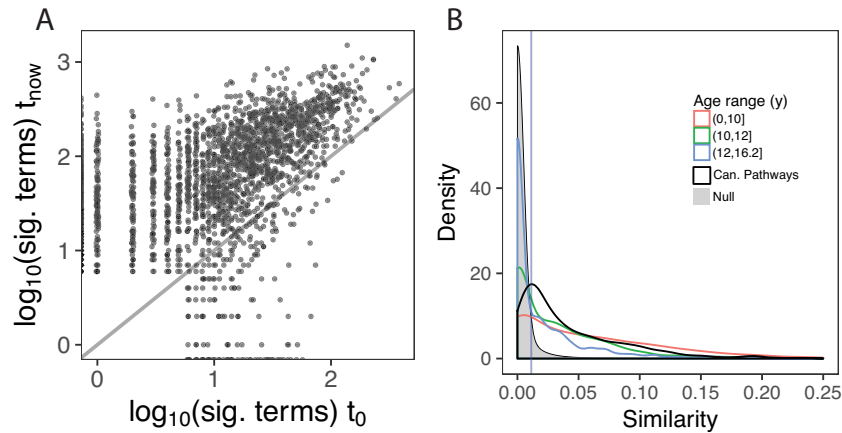 A
log10(sig. terms) tnow
3
2
1
0
0
1
2
log10(sig. terms) t0
B
Density
60
40
20
0
Age range (y)
(0,10]
(10,12]
(12,16.2]
Can. Pathways
Null
0.00
0.05
0.10
0.15
0.20
0.25
Similarity